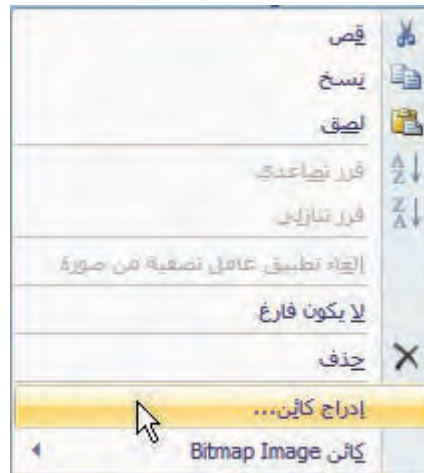 قص
نسخ
لصق
فرز تصاعدي
فرز تنازلي
إلغاء تطبيق عامل تصفية من صورة
لا يكون فارغ
حذف
إدراج كائن...
كائن Bitmap Image